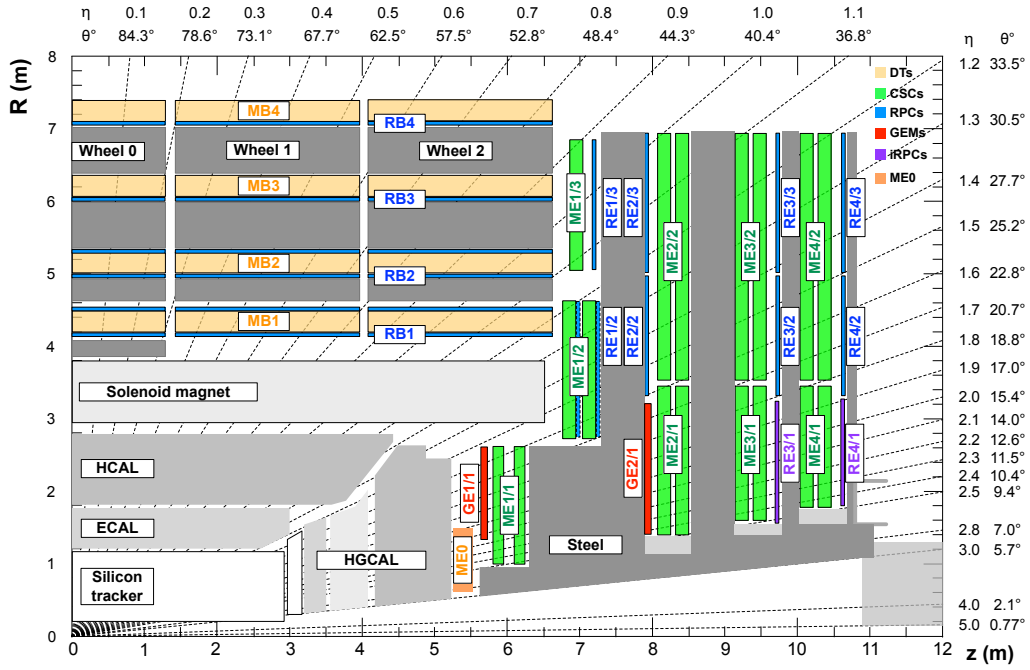 η 0.1 0.2 0.3 0.4 0.5 0.6 0.7 0.8 0.9 1.0 1.1
θ° 84.3° 78.6° 73.1° 67.7° 62.5° 57.5° 52.8° 48.4° 44.3° 40.4° 36.8° η θ°
R (m)
8
7
6
5
4
3
2
1
0
1.2 33.5°
1.3 30.5°
1.4 27.7°
1.5 25.2°
1.6 22.8°
1.7 20.7°
1.8 18.8°
1.9 17.0°
2.0 15.4°
2.1 14.0°
2.2 12.6°
2.3 11.5°
2.4 10.4°
2.5 9.4°
2.8 7.0°
3.0 5.7°
4.0 2.1°
5.0 0.77°
DTs
CSCs
RPCs
GEMs
iRPCs
ME0
MB4
RB4
Wheel 0 Wheel 1 Wheel 2
MB3
RB3
MB2
RB2
MB1
RB1
Solenoid magnet
HCAL
ECAL
Silicon
tracker
HGCAL
Steel
ME1/3
RE1/3
RE2/3
ME2/2
ME3/2
RE3/3
ME4/2
RE4/3
ME1/2
RE1/2
RE2/2
RE3/2
RE4/2
GE1/1
ME1/1
ME0
GE2/1
ME2/1
ME3/1
RE3/1
ME4/1
RE4/1
0 1 2 3 4 5 6 7 8 9 10 11 12
z (m)